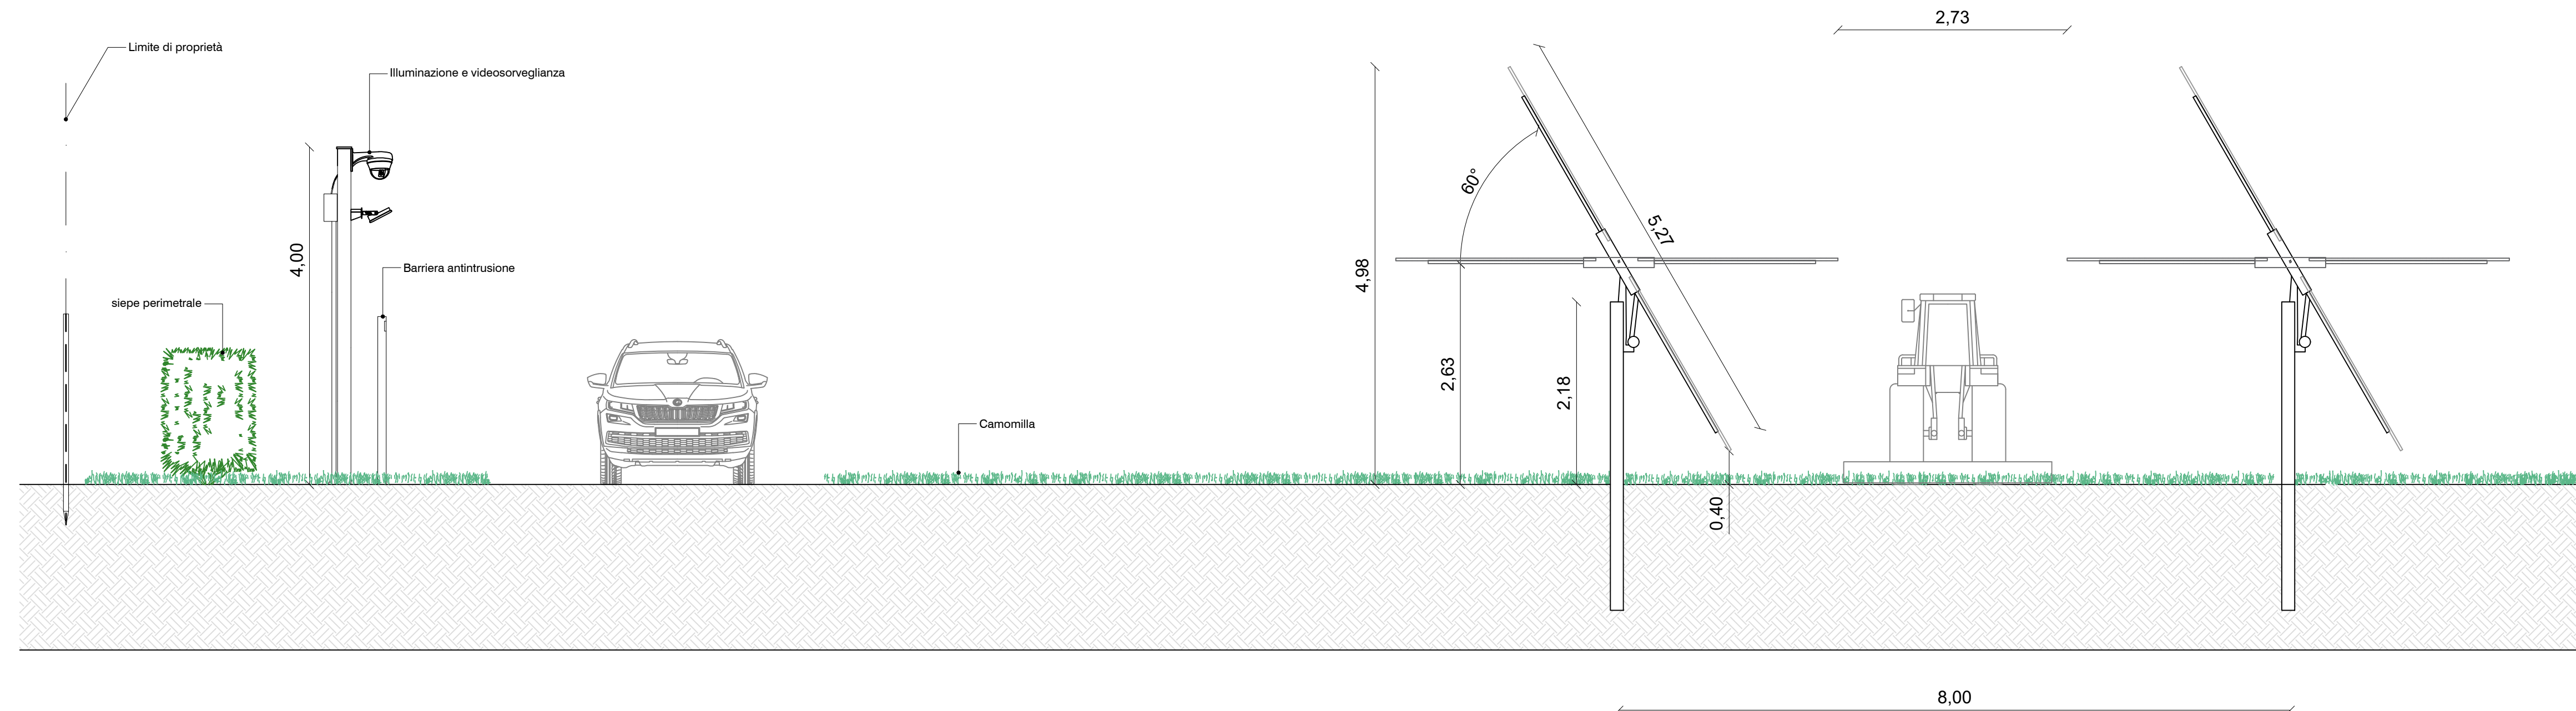 2,73
Limite di proprietà
Illuminazione e videosorveglianza
60°
5,27
4,00
4,98
Barriera antintrusione
siepe perimetrale
2,63
2,18
Camomilla
0,40
8,00